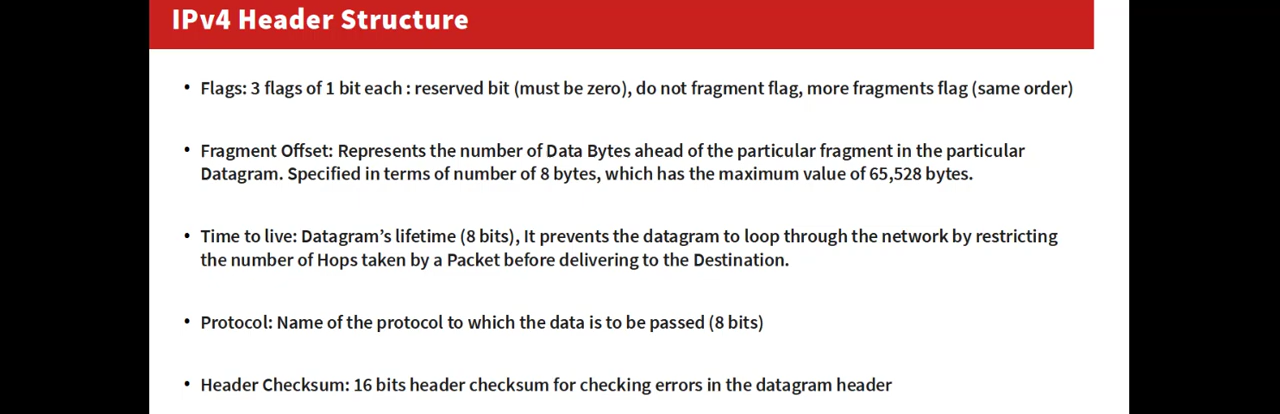 IPv4 Header Structure
• Flags: 3 flags of 1 bit each : reserved bit (must be zero), do not fragment flag, more fragments flag (same order)
• Fragment Offset: Represents the number of Data Bytes ahead of the particular fragment in the particular
Datagram. Specified in terms of number of 8 bytes, which has the maximum value of 65,528 bytes.
• Time to live: Datagram’s lifetime (8 bits), It prevents the datagram to loop through the network by restricting
the number of Hops taken by a Packet before delivering to the Destination.
• Protocol: Name of the protocol to which the data is to be passed (8 bits)
• Header Checksum: 16 bits header checksum for checking errors in the datagram header